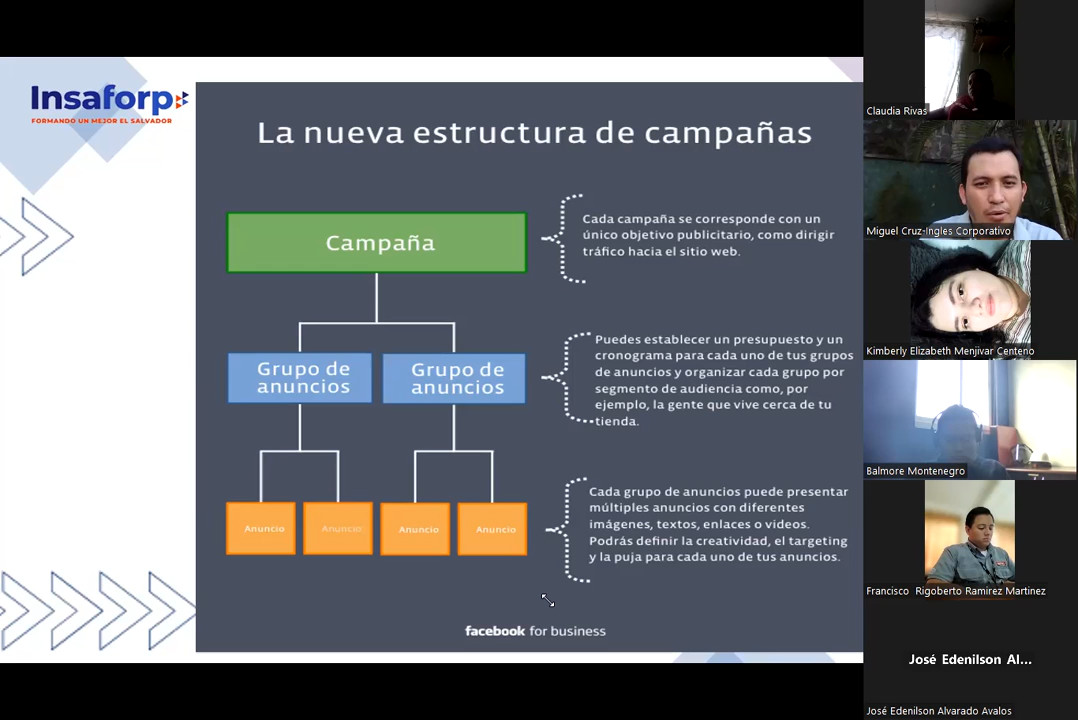 Insaforp
FORMANDO UN MEJOR EL SALVADOR
La nueva estructura de campañas
Campaña
Cada campaña se corresponde con un
único objetivo publicitario, como dirigir
tráfico hacia el sitio web.
Grupo de
anuncios
Grupo de
anuncios
Puedes establecer un presupuesto y un
cronograma para cada uno de tus grupos
de anuncios y organizar cada grupo por
segmento de audiencia como, por
ejemplo, la gente que vive cerca de tu
tienda.
Anuncio
Anuncio
Anuncio
Anuncio
Cada grupo de anuncios puede presentar
múltiples anuncios con diferentes
imágenes, textos, enlaces o videos.
Podrás definir la creatividad, el targeting
y la puja para cada uno de tus anuncios.
facebook for business
Claudia Rivas
Miguel Cruz-Ingles Corporativo
Kimberly Elizabeth Menjivar Centeno
Balmore Montenegro
Francisco Rigoberto Ramirez Martinez
José Edenilson Al...
José Edenilson Alvarado Avalos